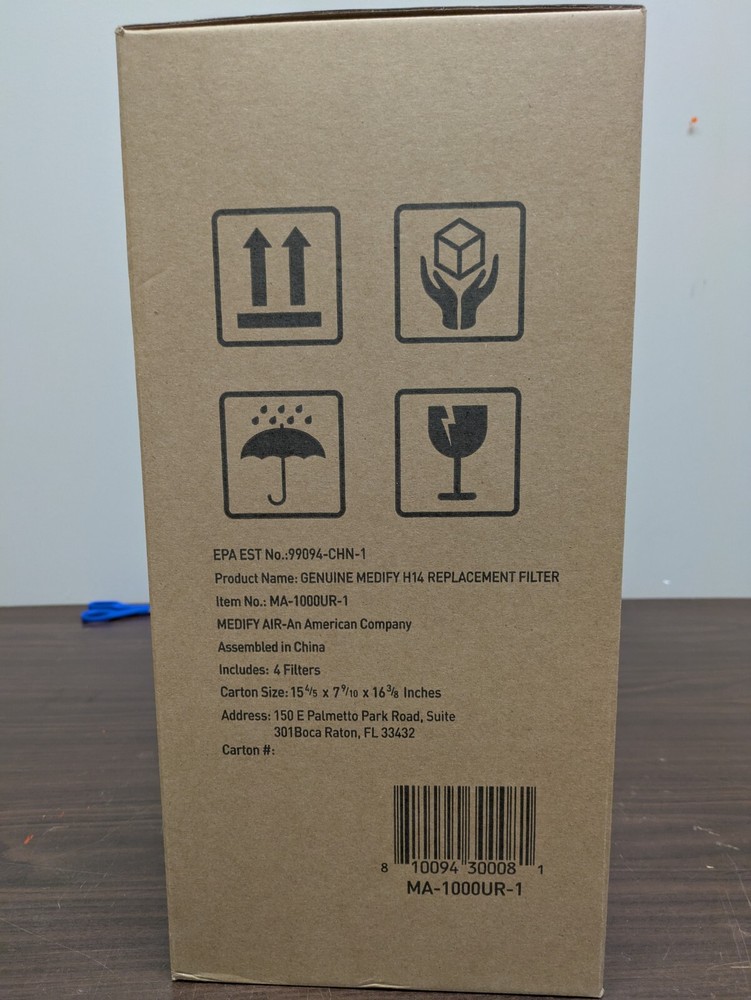 EPA EST No.:99094-CHN-1
Product Name: GENUINE MEDIFY H14 REPLACEMENT FILTER
Item No.: MA-1000UR-1
MEDIFY AIR-An American Company
Assembled in China
Includes: 4 Filters
Carton Size: 15 4/5 x 7 9/10 x 16 3/8 Inches
Address: 150 E Palmetto Park Road, Suite
301Boca Raton, FL 33432
Carton #:
8 10094 30008 1
MA-1000UR-1